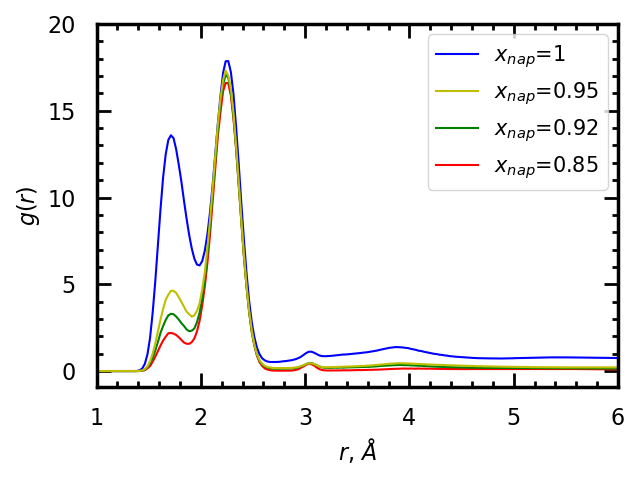 20
15
10
5
0
g(r)
1 2 3 4 5 6
r, Å
x_nap=1
x_nap=0.95
x_nap=0.92
x_nap=0.85